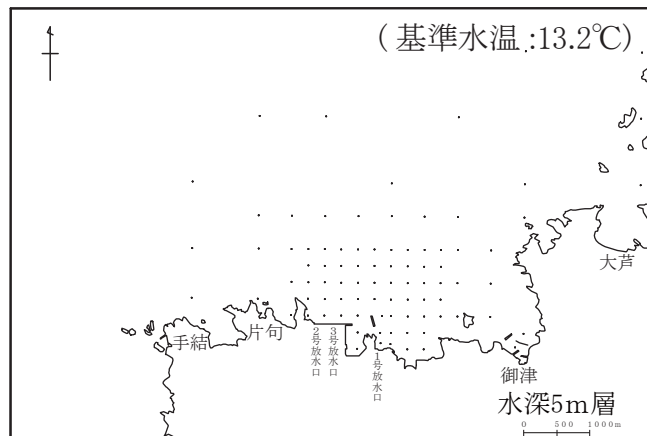 (基準水温:13.2℃)
大芦
手結
片句
2号放水口
3号放水口
1号放水口
御津
水深5m層
0 500 1000m